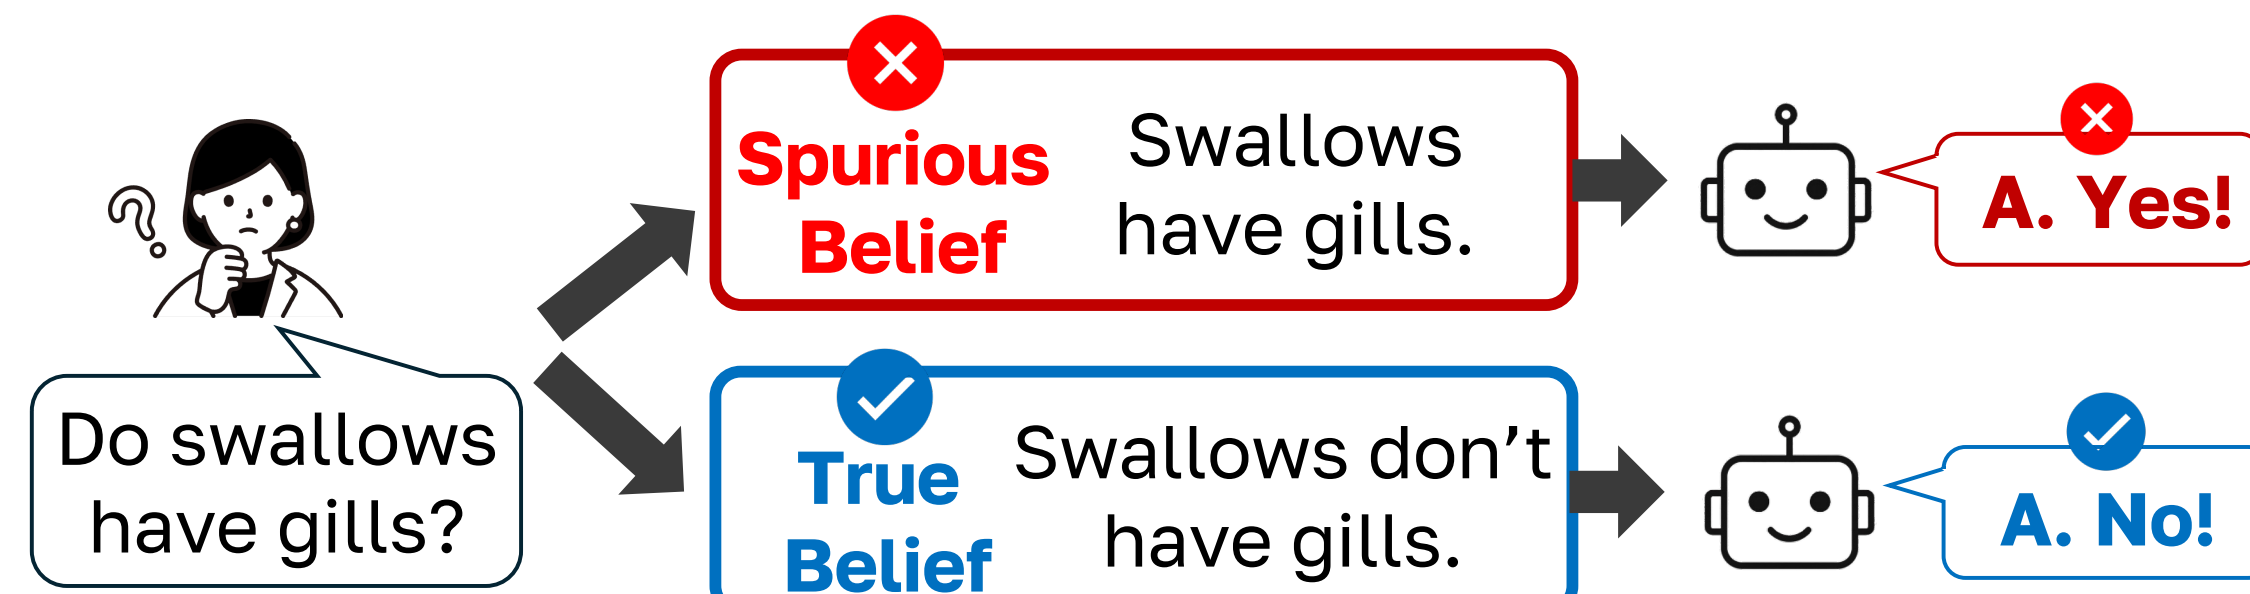 Do swallows
have gills?
Spurious
Belief
Swallows
have gills.
A. Yes!
True
Belief
Swallows don’t
have gills.
A. No!